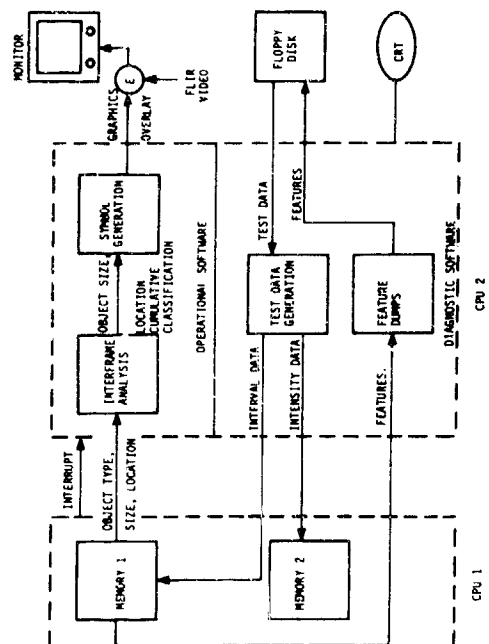 MONITOR
GRAPHICS
OVERLAY
E
FLIR
VIDEO
FLOPPY
DISK
CRT
SYMBOL
GENERATION
OBJECT SIZE,
LOCATION
CUMULATIVE
CLASSIFICATION
INTERFRAME
ANALYSIS
OPERATIONAL SOFTWARE
TEST DATA
FEATURES
TEST DATA
GENERATION
FEATURE
DUMPS
DIAGNOSTIC SOFTWARE
INTERVAL DATA
INTENSITY DATA
FEATURES.
CPU 2
INTERRUPT
OBJECT TYPE,
SIZE, LOCATION
MEMORY 1
MEMORY 2
CPU 1